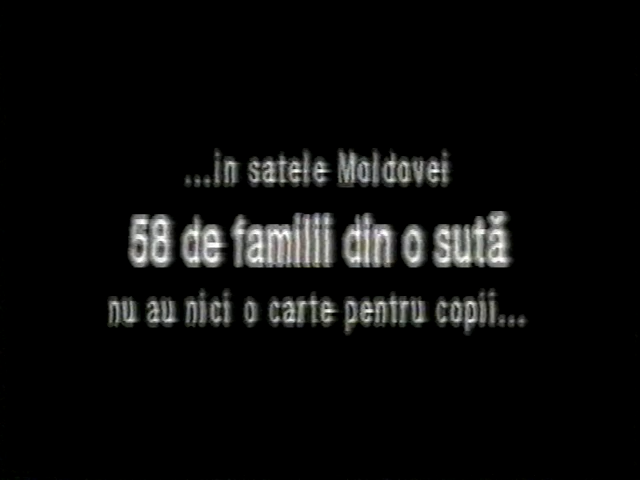 ...in satele Moldovei
58 de familii din o sută
nu au nici o carte pentru copii...